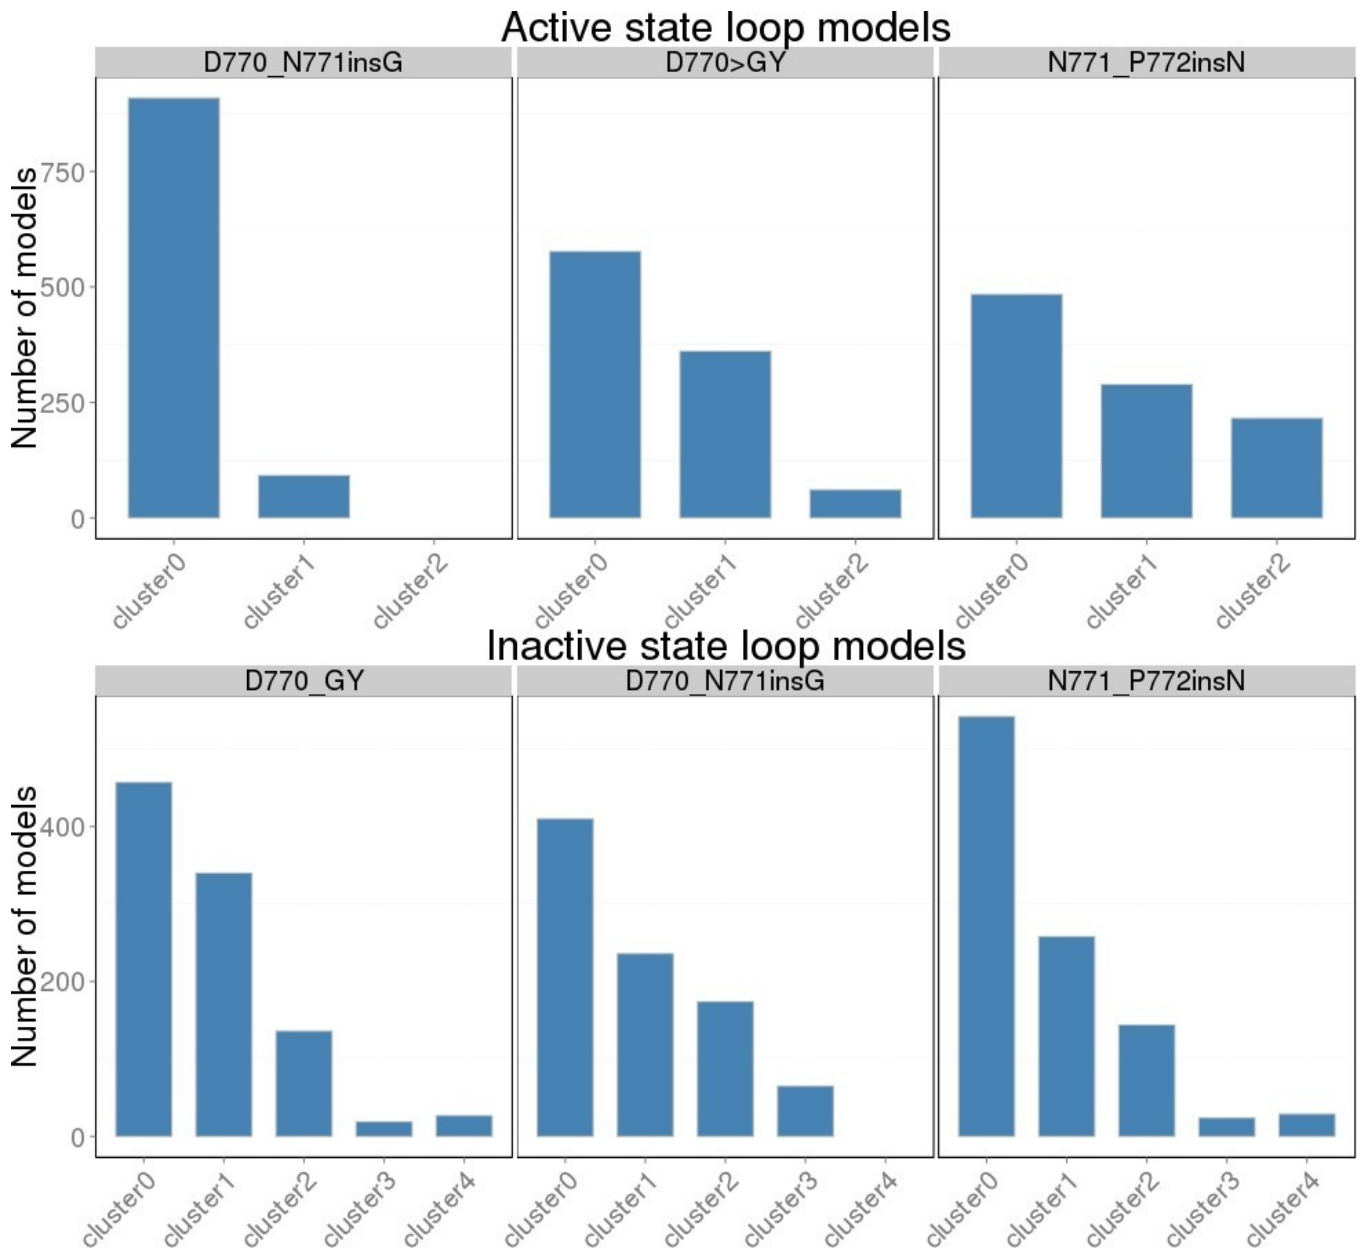 Active state loop models
D770_N771insG D770>GY N771_P772insN
Number of models
750
500
250
0
cluster0 cluster1 cluster2 cluster0 cluster1 cluster2 cluster0 cluster1 cluster2
Inactive state loop models
D770_GY D770_N771insG N771_P772insN
Number of models
400
200
0
cluster0 cluster1 cluster2 cluster3 cluster4 cluster0 cluster1 cluster2 cluster3 cluster4 cluster0 cluster1 cluster2 cluster3 cluster4